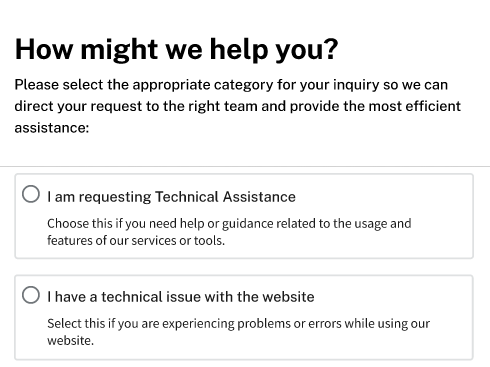 How might we help you?
Please select the appropriate category for your inquiry so we can
direct your request to the right team and provide the most efficient
assistance:
I am requesting Technical Assistance
Choose this if you need help or guidance related to the usage and
features of our services or tools.
I have a technical issue with the website
Select this if you are experiencing problems or errors while using our
website.